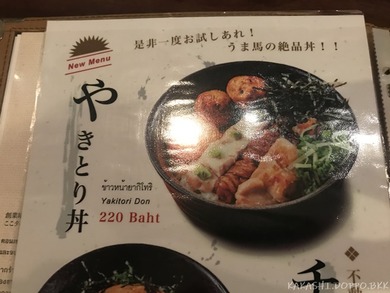 是非一度お試しあれ！
うま馬の絶品丼！！
New Menu
やきとり丼
ข้าวหน้ายากิโทริ
Yakitori Don
220 Baht
KAKASHI.DOPPO.BKK